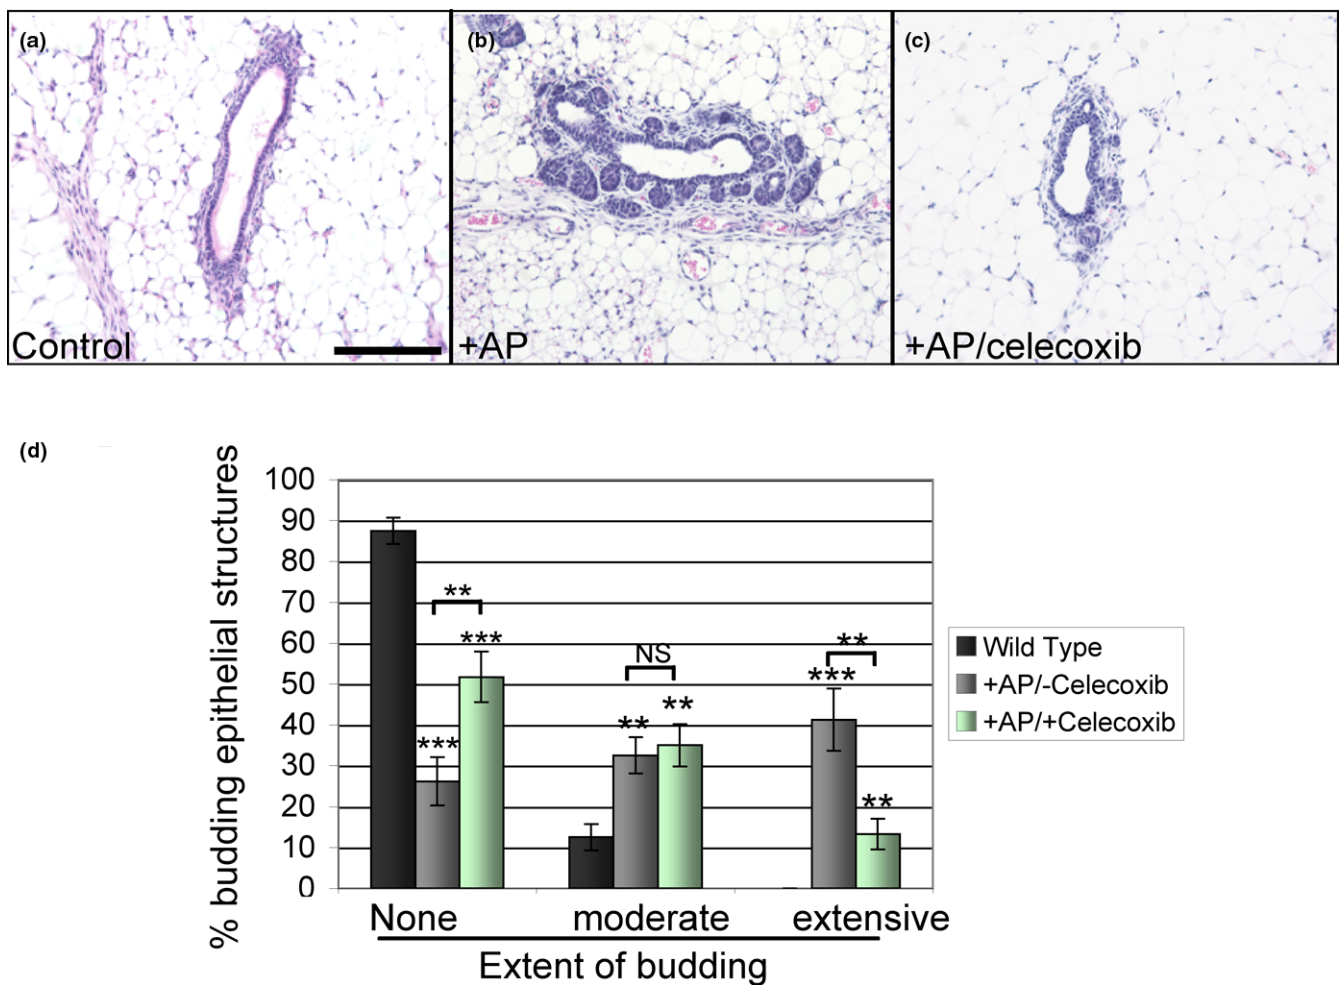 (a)
(b)
(c)
Control
+AP
+AP/celecoxib
(d)
% budding epithelial structures
100
90
80
70
60
50
40
30
20
10
0
**
***
***
NS
**
**
**
***
**
None
moderate
extensive
Extent of budding
Wild Type
+AP/-Celecoxib
+AP/+Celecoxib